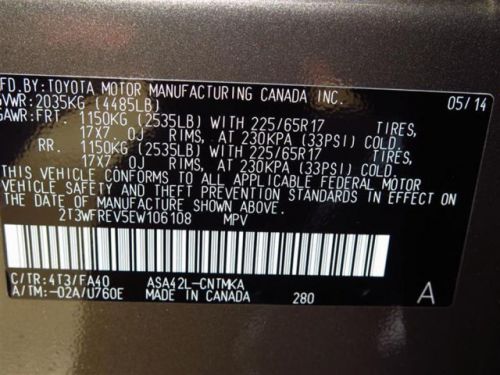 MFD.BY:TOYOTA MOTOR MANUFACTURING CANADA INC. 05/14
GVWR:2035KG (4485LB)
GAWR:FRT 1150KG (2535LB) WITH 225/65R17 TIRES,
17X7.0J RIMS, AT 230KPA (33PSI) COLD
RR. 1150KG (2535LB) WITH 225/65R17 TIRES,
17X7.0J RIMS, AT 230KPA (33PSI) COLD.
THIS VEHICLE CONFORMS TO ALL APPLICABLE FEDERAL MOTOR
VEHICLE SAFETY AND THEFT PREVENTION STANDARDS IN EFFECT ON
THE DATE OF MANUFACTURE SHOWN ABOVE.
2T3WFREV5EW106108 MPV
C/TR:4T3/FA40 ASA42L-CNTMKA
A/TM:-02A/U760E MADE IN CANADA 280 A